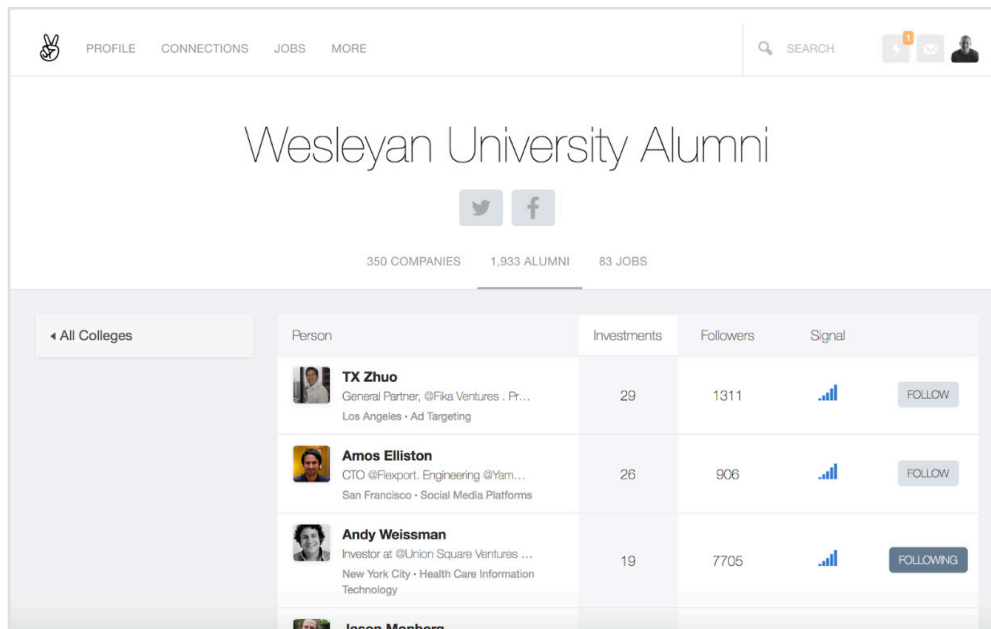 PROFILE CONNECTIONS JOBS MORE SEARCH 1
Wesleyan University Alumni
350 COMPANIES 1,933 ALUMNI 83 JOBS
All Colleges
Person Investments Followers Signal
TX Zhuo
General Partner, @Fika Ventures . Pr…
Los Angeles · Ad Targeting
29 1311 FOLLOW
Amos Elliston
CTO @Flexport. Engineering @Yam…
San Francisco · Social Media Platforms
26 906 FOLLOW
Andy Weissman
Investor at @Union Square Ventures …
New York City · Health Care Information
Technology
19 7705 FOLLOWING
Jason Monberg